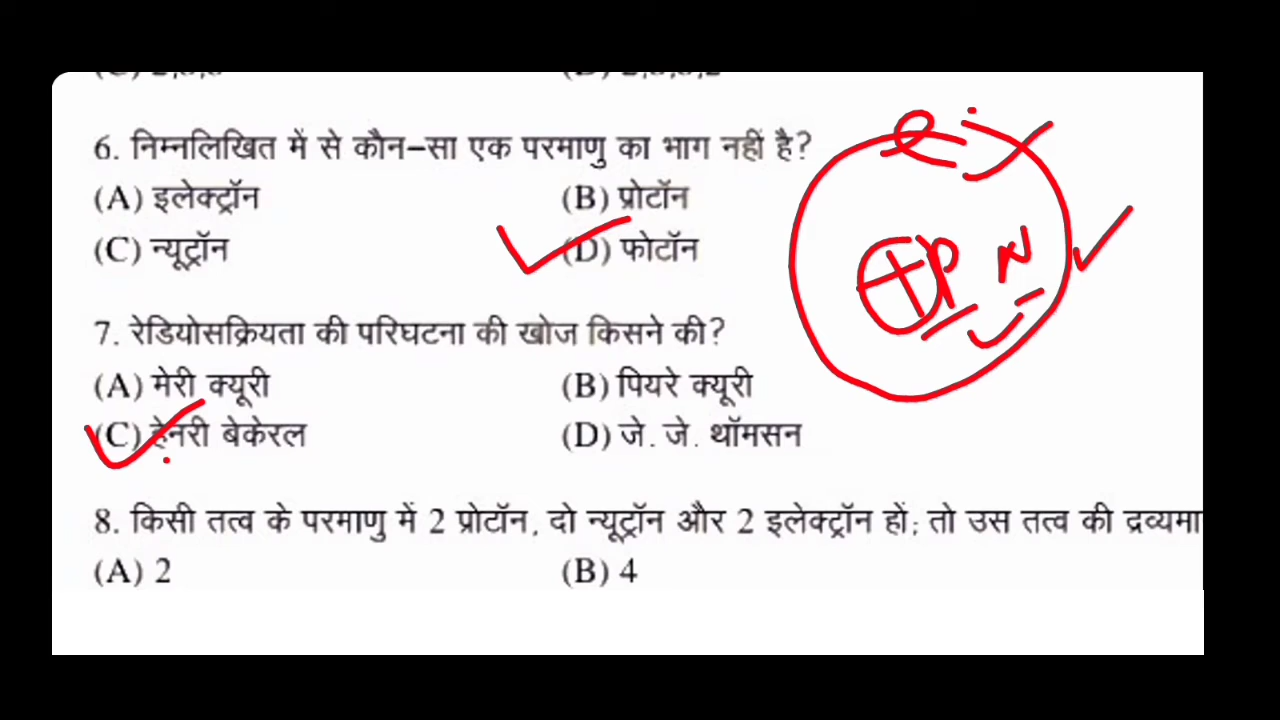 6. निम्नलिखित में से कौन-सा एक परमाणु का भाग नहीं है?
(A) इलेक्ट्रॉन (B) प्रोटॉन
(C) न्यूट्रॉन (D) फोटॉन
e
P N
7. रेडियोसक्रियता की परिघटना की खोज किसने की?
(A) मेरी क्यूरी (B) पियरे क्यूरी
(C) हेनरी बेकेरल (D) जे. जे. थॉमसन
8. किसी तत्व के परमाणु में 2 प्रोटॉन, दो न्यूट्रॉन और 2 इलेक्ट्रॉन हों; तो उस तत्व की द्रव्यमा
(A) 2 (B) 4